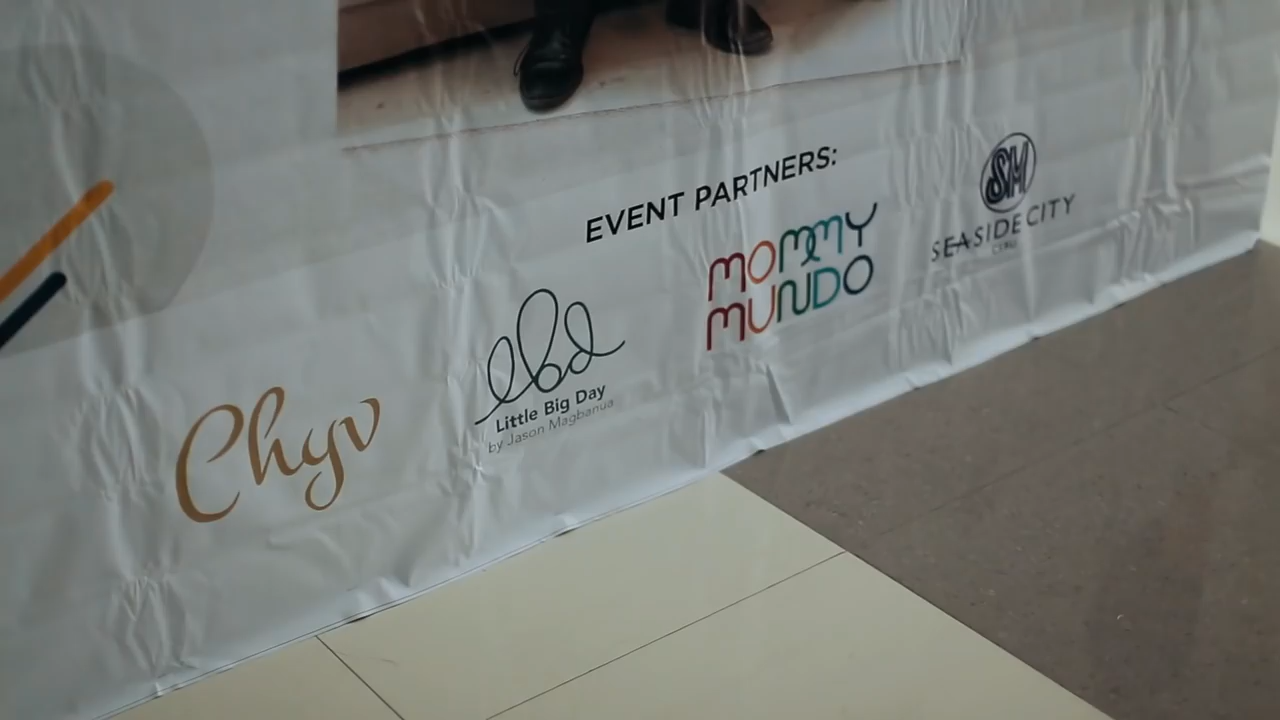 EVENT PARTNERS:
Chyv
lbd
Little Big Day
by Jason Magbanua
MOMMY
MUNDO
SM
SEASIDE CITY
CEBU